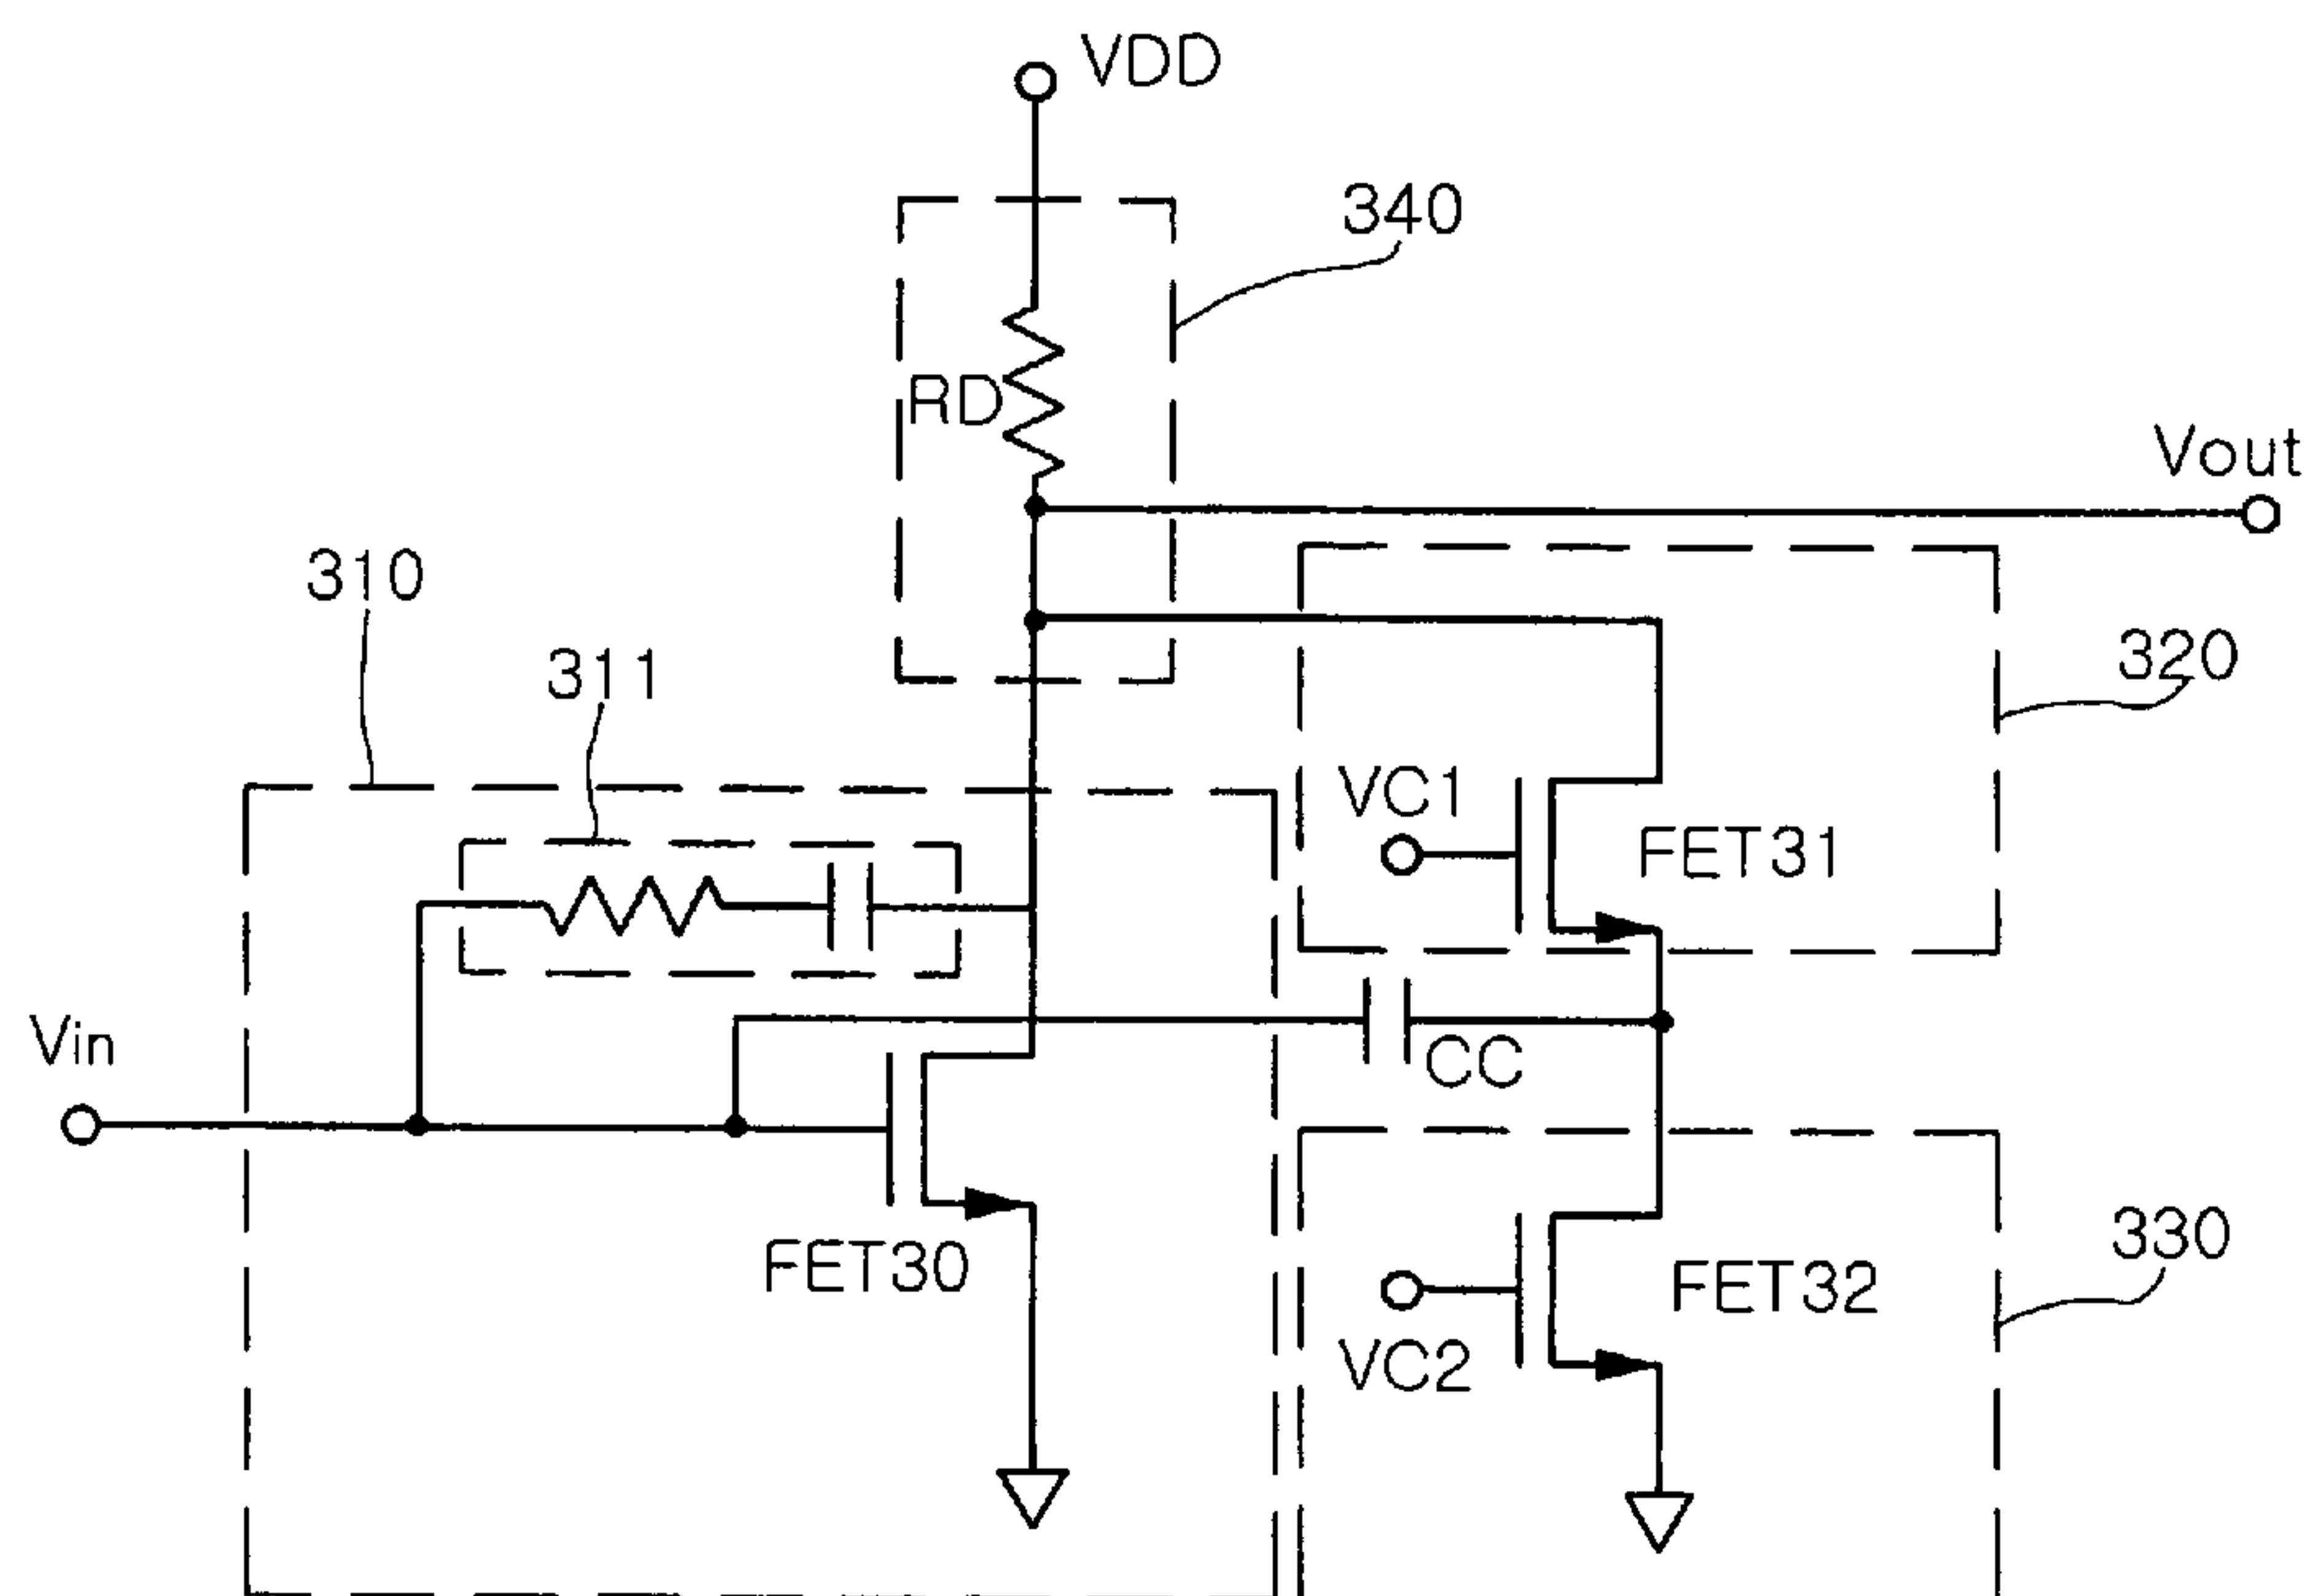 VDD
340
RD
Vout
310
311
320
VC1
FET31
Vin
CC
FET30
330
FET32
VC2